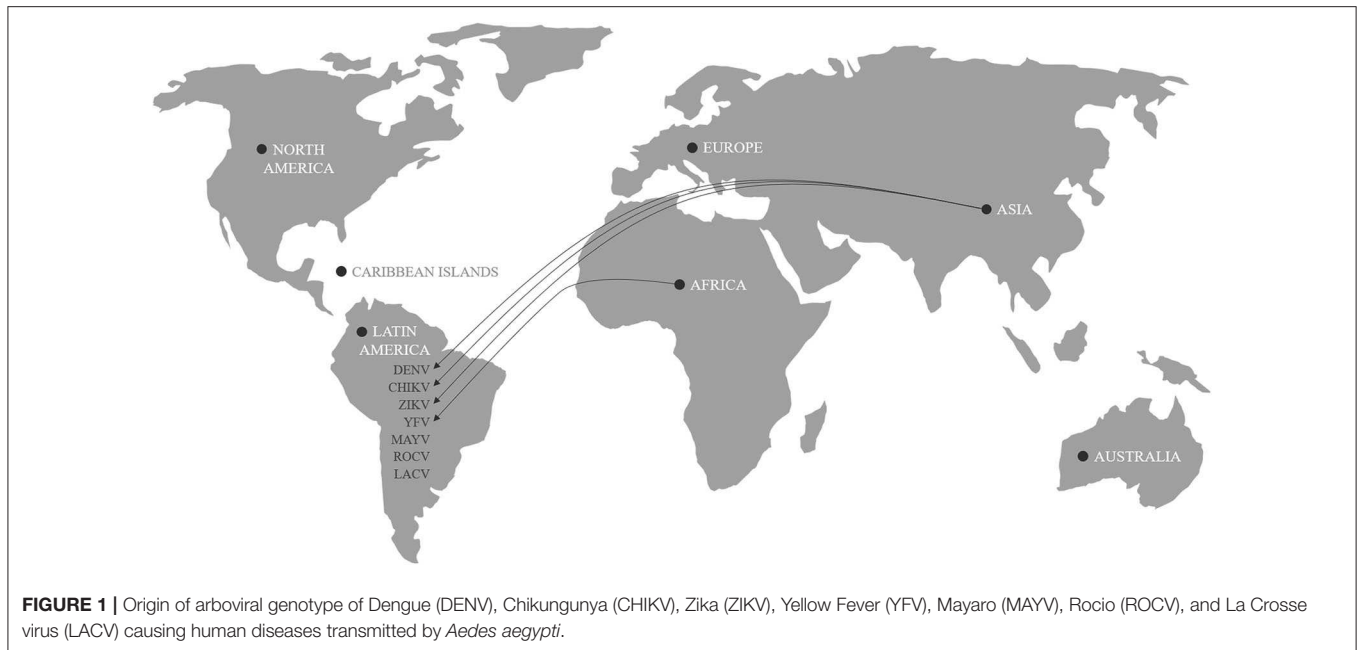 NORTH
AMERICA
EUROPE
ASIA
CARIBBEAN ISLANDS
AFRICA
LATIN
AMERICA
DENV
CHIKV
ZIKV
YFV
MAYV
ROCV
LACV
AUSTRALIA
FIGURE 1 | Origin of arboviral genotype of Dengue (DENV), Chikungunya (CHIKV), Zika (ZIKV), Yellow Fever (YFV), Mayaro (MAYV), Rocio (ROCV), and La Crosse
virus (LACV) causing human diseases transmitted by Aedes aegypti.